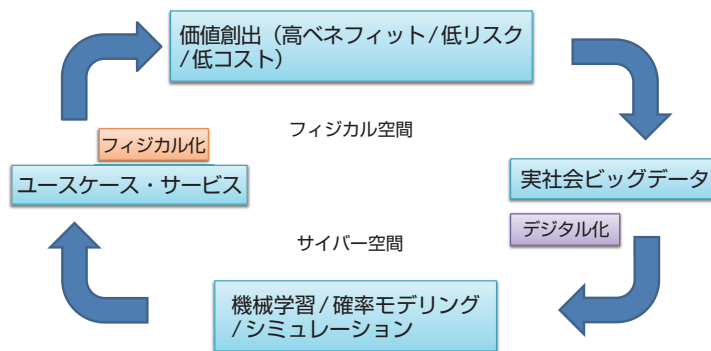 価値創出（高ベネフィット/低リスク
/低コスト）
フィジカル空間
フィジカル化
ユースケース・サービス
実社会ビッグデータ
デジタル化
サイバー空間
機械学習/確率モデリング
/シミュレーション